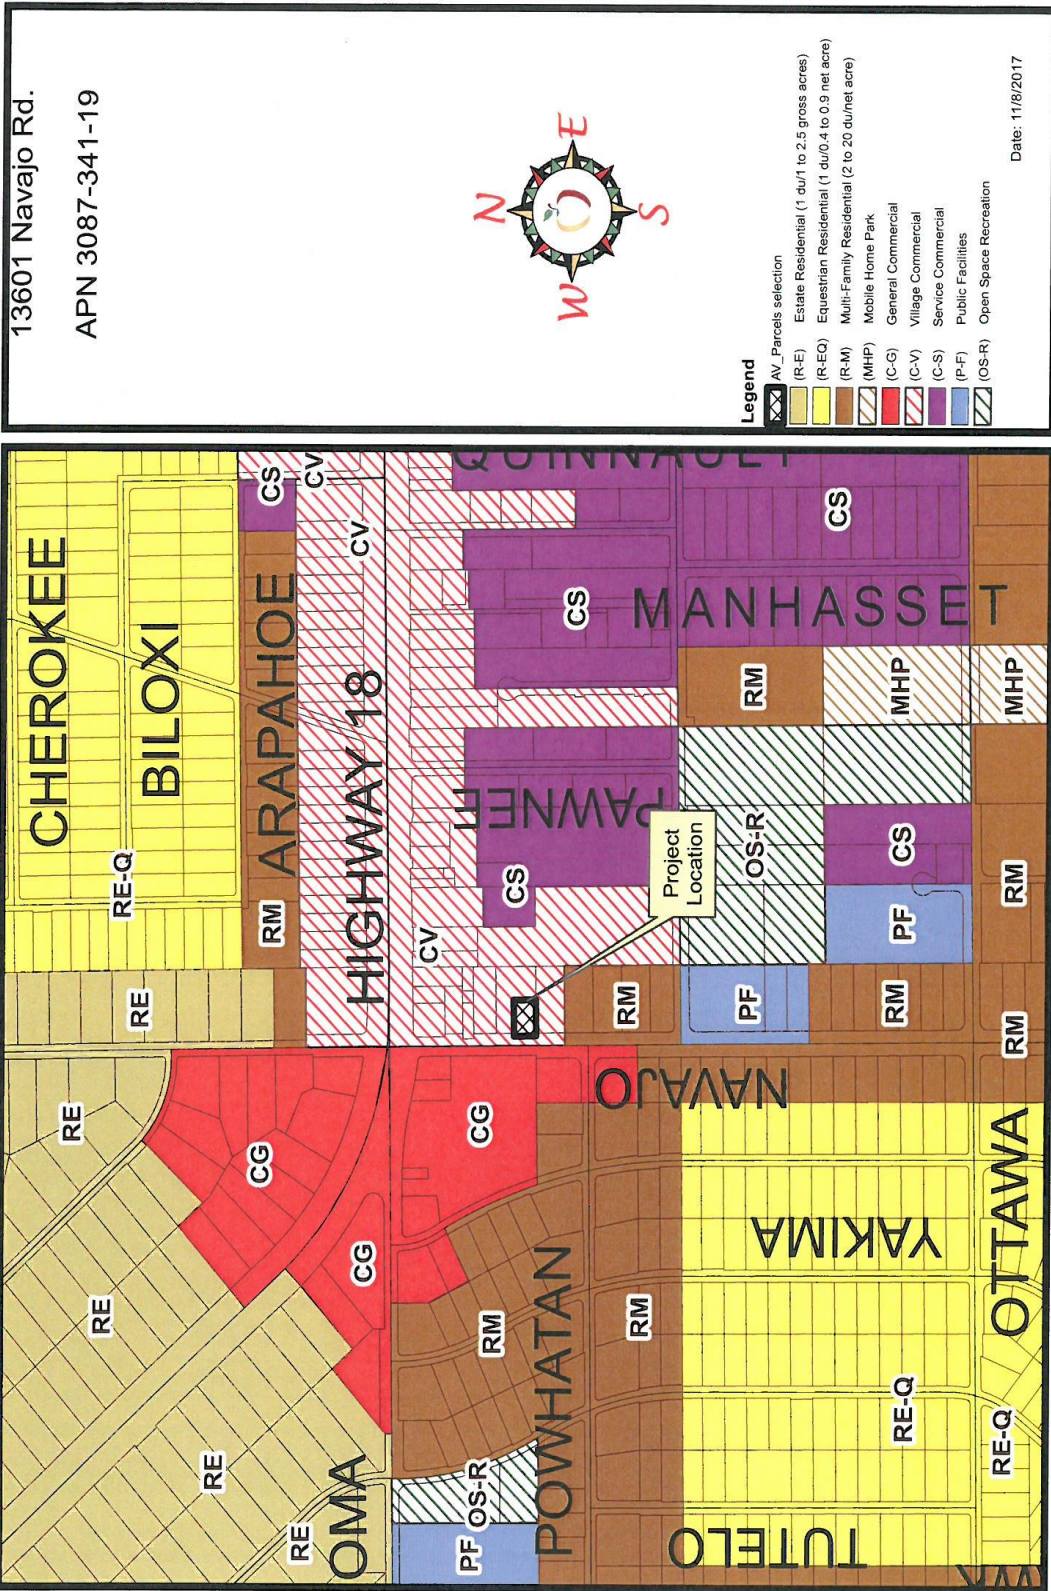 13601 Navajo Rd.
APN 3087-341-19
N
W
E
S
Legend
AV_Parcels selection
(R-E) Estate Residential (1 du/1 to 2.5 gross acres)
(R-EQ) Equestrian Residential (1 du/0.4 to 0.9 net acre)
(R-M) Multi-Family Residential (2 to 20 du/net acre)
(MHP) Mobile Home Park
(C-G) General Commercial
(C-V) Village Commercial
(C-S) Service Commercial
(P-F) Public Facilities
(OS-R) Open Space Recreation
Date: 11/8/2017
CHEROKEE
BILOXI
RE-Q
RE
RE
RE
RE
RE
ARAPAHOE
RM
CS
CV
CV
HIGHWAY 18
CG
CG
CG
OMA
CV
CS
CS
CS
QUINNAULT
MANHASSET
PAWNEE
Project
Location
RM
RM
RM
POWHATAN
OS-R
PF
NAVAJO
PF
OS-R
RM
MHP
MHP
CS
PF
RM
RM
RM
YAKIMA
RE-Q
RE-Q
OTTAWA
TUTELO